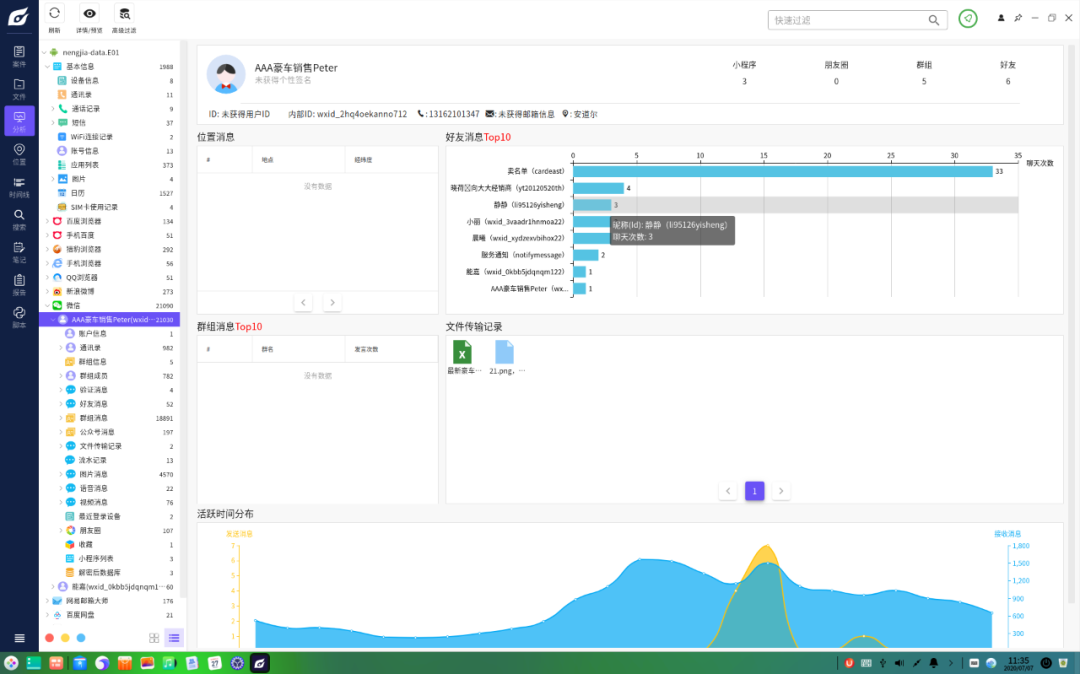 刷新 详情/预览 高级过滤
快速过滤
案件
文件
分析
位置
时间线
搜索
笔记
报告
脚本
nengjia-data.E01
基本信息 1988
设备信息 8
通讯录 11
通话记录 9
短信 37
WiFi连接记录 2
账号信息 13
应用列表 373
图片 4
日历 1527
SIM卡使用记录 4
百度浏览器 134
手机百度 51
猎豹浏览器 292
手机浏览器 56
QQ浏览器 51
新浪微博 273
微信 21090
AAA豪车销售Peter(wxid··· 21030
账户信息 1
通讯录 982
群组信息 5
群组成员 782
验证消息 4
好友消息 52
群组消息 18891
公众号消息 197
文件传输记录 2
流水记录 13
图片消息 4570
语音消息 22
视频消息 76
最近登录设备 2
朋友圈 107
收藏 1
小程序列表 3
解密后数据库 3
能嘉(wxid_0kbb5jdqnqm1··· 60
网易邮箱大师 176
百度网盘 21
AAA豪车销售Peter
未获得个性签名
小程序 朋友圈 群组 好友
3 0 5 6
ID: 未获得用户ID 内部ID: wxid_2hq4oekanno712 :13162101347 :未获得邮箱信息 :安道尔
位置消息
# 地点 经纬度
没有数据
好友消息Top10
0 5 10 15 20 25 30 35
聊天次数
卖名单（cardeast） 33
向大大经销商（yt20120520th） 4
静静（li95126yisheng） 3
小丽（wxid_3vaadr1hnmoa22）
晨曦（wxid_xydzexvbihox22）
服务通知（notifymessage） 2
能嘉（wxid_0kbb5jdqnqm122） 1
AAA豪车销售Peter（wx... 1
昵称(Id): 静静（li95126yisheng）
聊天次数: 3
群组消息Top10
# 群名 发言次数
没有数据
文件传输记录
最新豪车··· 21.png, ···
1
活跃时间分布
发送消息
7
6
5
4
3
2
1
接收消息
1,800
1,500
1,200
900
600
300
11:35
2020/07/07